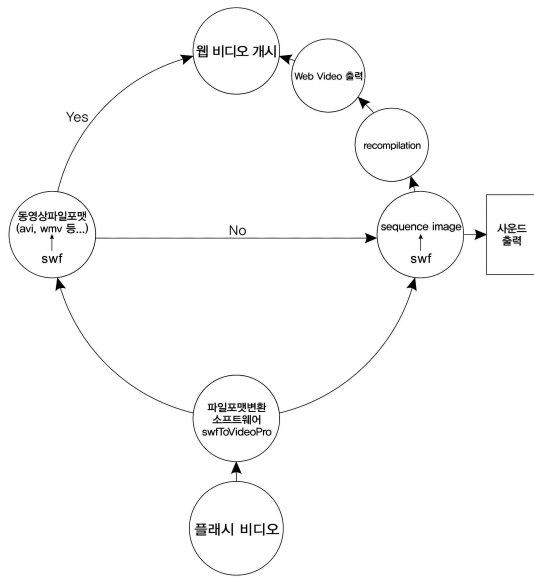 웹 비디오 개시
Web Video 출력
Yes
recompilation
동영상파일포맷
(avi, wmv 등...)
swf
No
sequence image
swf
사운드
출력
파일포맷변환
소프트웨어
swfToVideoPro
플래시 비디오